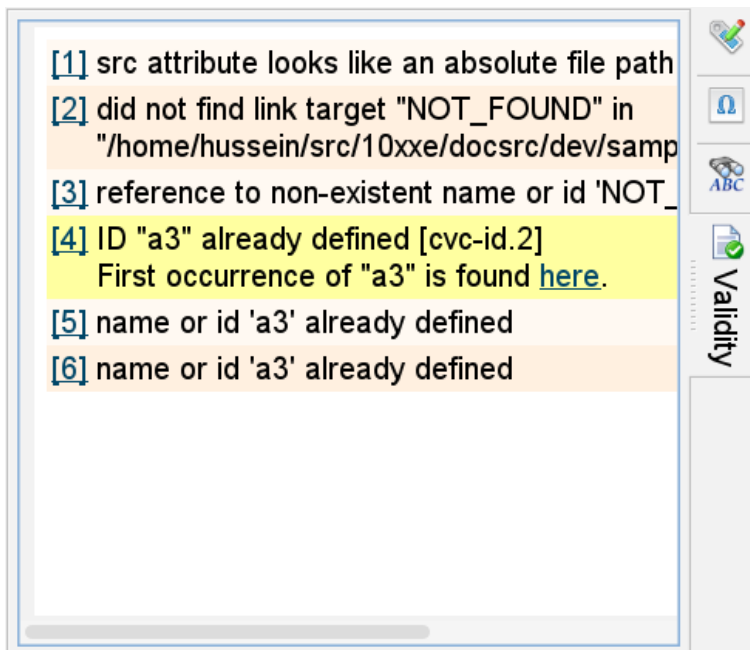 [1] src attribute looks like an absolute file path
[2] did not find link target "NOT_FOUND" in
"/home/hussein/src/10xxe/docsrc/dev/samp
[3] reference to non-existent name or id 'NOT_
[4] ID "a3" already defined [cvc-id.2]
First occurrence of "a3" is found here.
[5] name or id 'a3' already defined
[6] name or id 'a3' already defined
Ω
ABC
Validity